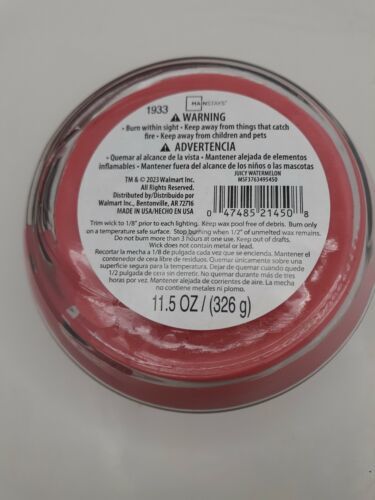 MAINSTAYS
1933
WARNING
• Burn within sight • Keep away from things that catch
fire • Keep away from children and pets
ADVERTENCIA
• Quemar al alcance de la vista • Mantener alejada de elementos
inflamables • Mantener fuera del alcance de los niños o las mascotas
JUICY WATERMELON
MSF3763495450
TM & © 2023 Walmart Inc.
All Rights Reserved.
Distributed by/Distribuido por
Walmart Inc., Bentonville, AR 72716
MADE IN USA/HECHO EN USA
0 47485 21450 8
Trim wick to 1/8" prior to each lighting. Keep wax pool free of debris. Burn only
on a temperature safe surface. Stop burning when 1/2" of unmelted wax remains.
Do not burn more than 3 hours at one use. Keep out of drafts.
Wick does not contain metal or lead.
Recortar la mecha a 1/8 de pulgada cada vez que se encienda. Mantener el
contenido de cera libre de residuos. Quemar únicamente sobre una
superficie segura para la temperatura. Dejar de quemar cuando quede
1/2 pulgada de cera sin derretir. No quemar durante más de tres
horas por vez. Mantener alejada de corrientes de aire. La mecha
no contiene metales ni plomo.
11.5 OZ / (326 g)